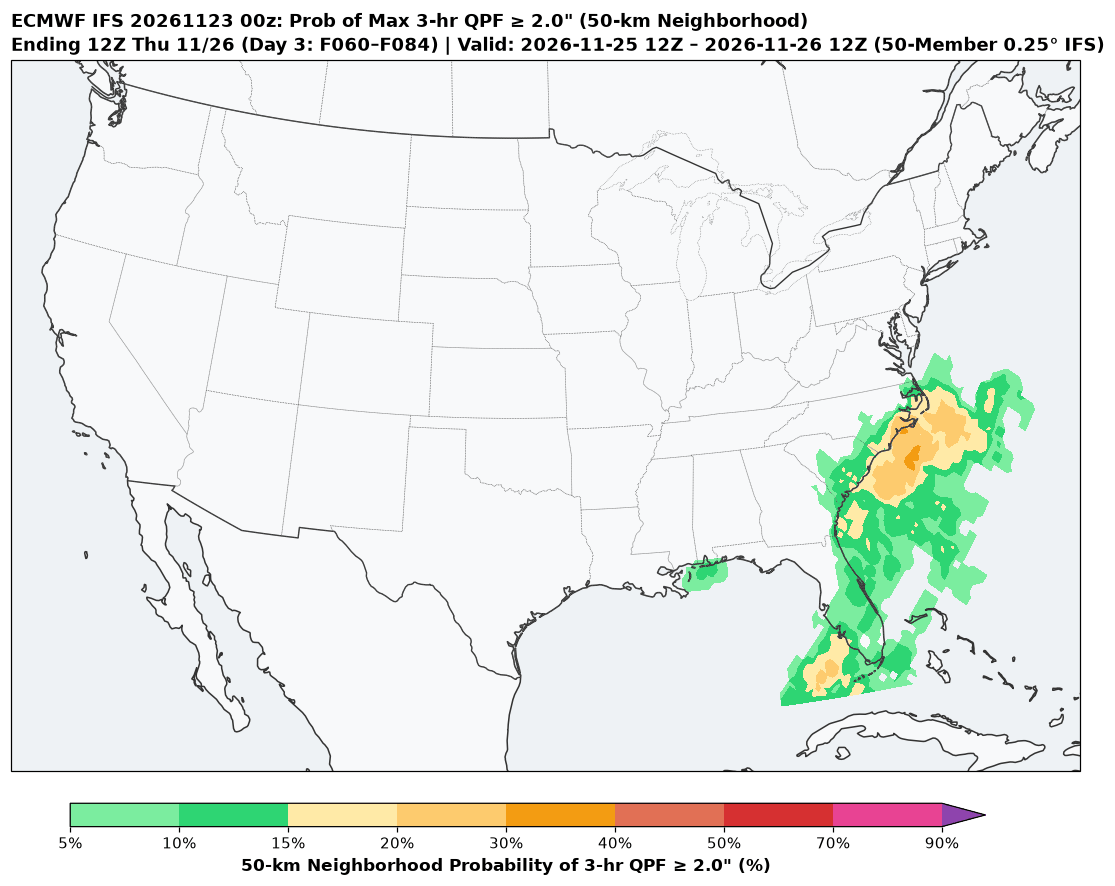 ECMWF IFS 20261123 00z: Prob of Max 3-hr QPF ≥ 2.0" (50-km Neighborhood)
Ending 12Z Thu 11/26 (Day 3: F060–F084) | Valid: 2026-11-25 12Z – 2026-11-26 12Z (50-Member 0.25° IFS)
5% 10% 15% 20% 30% 40% 50% 70% 90%
50-km Neighborhood Probability of 3-hr QPF ≥ 2.0" (%)